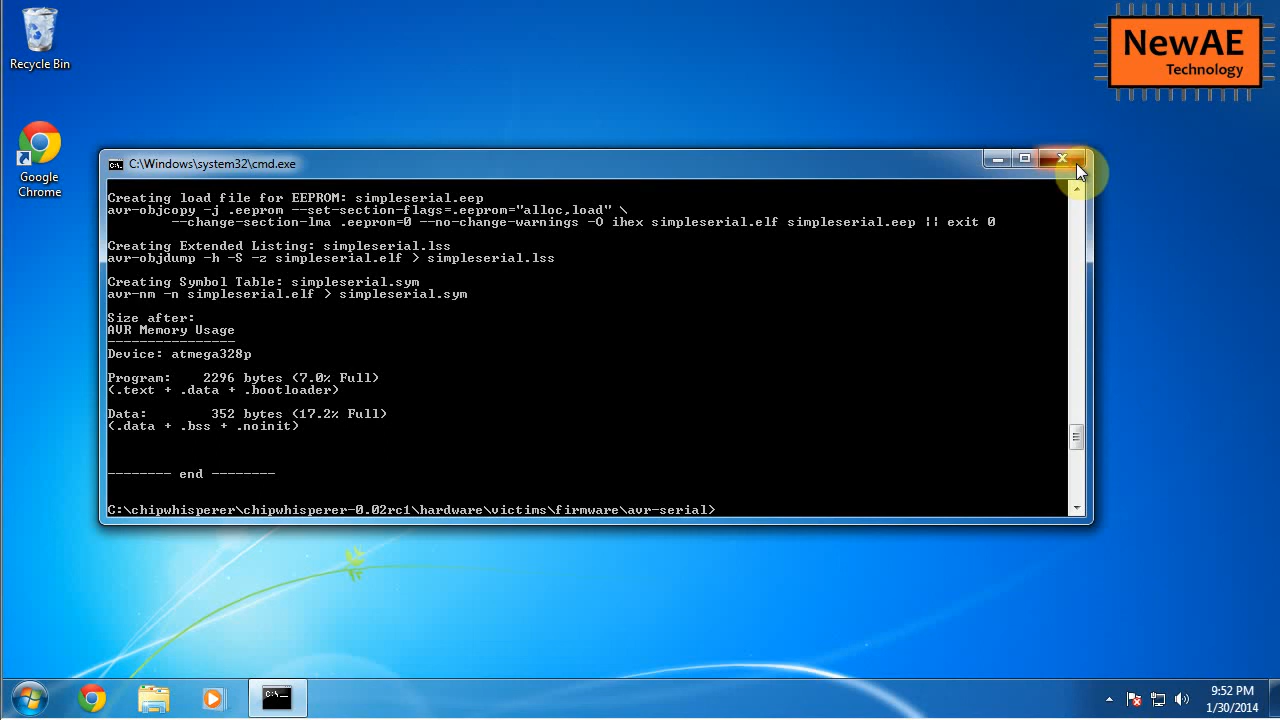 Recycle Bin
Google
Chrome
NewAE
Technology
C:\Windows\system32\cmd.exe
Creating load file for EEPROM: simpleserial.eep
avr-objcopy -j .eeprom --set-section-flags=.eeprom="alloc,load" \
--change-section-lma .eeprom=0 --no-change-warnings -O ihex simpleserial.elf simpleserial.eep || exit 0
Creating Extended Listing: simpleserial.lss
avr-objdump -h -S -z simpleserial.elf > simpleserial.lss
Creating Symbol Table: simpleserial.sym
avr-nm -n simpleserial.elf > simpleserial.sym
Size after:
AVR Memory Usage
----------------
Device: atmega328p
Program:    2296 bytes (7.0% Full)
(.text + .data + .bootloader)
Data:        352 bytes (17.2% Full)
(.data + .bss + .noinit)
-------- end --------
C:\chipwhisperer\chipwhisperer-0.02rc1\hardware\victims\firmware\avr-serial>
C:\_
9:52 PM
1/30/2014